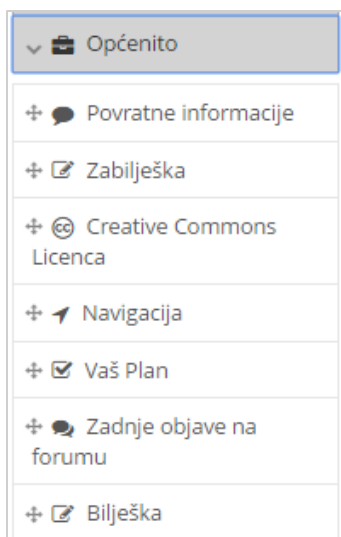 Općenito
Povratne informacije
Zabilješka
Creative Commons
Licenca
Navigacija
Vaš Plan
Zadnje objave na
forumu
Bilješka